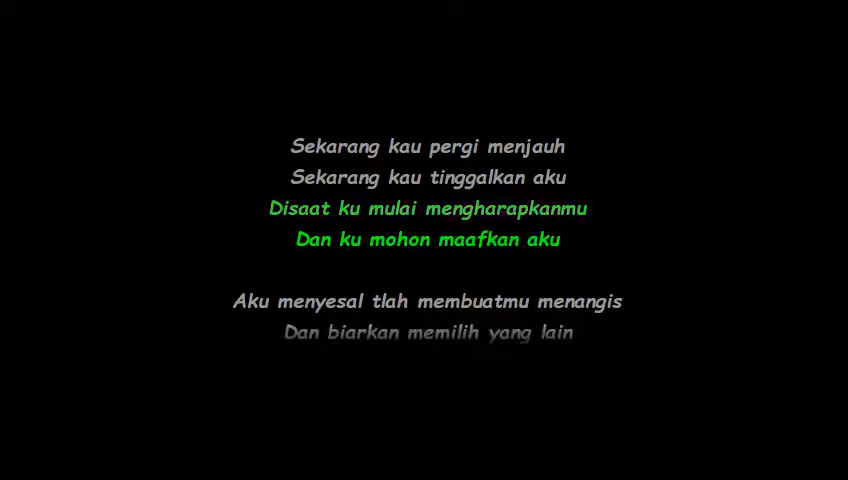 Sekarang kau pergi menjauh
Sekarang kau tinggalkan aku
Disaat ku mulai mengharapkanmu
Dan ku mohon maafkan aku
Aku menyesal tlah membuatmu menangis
Dan biarkan memilih yang lain